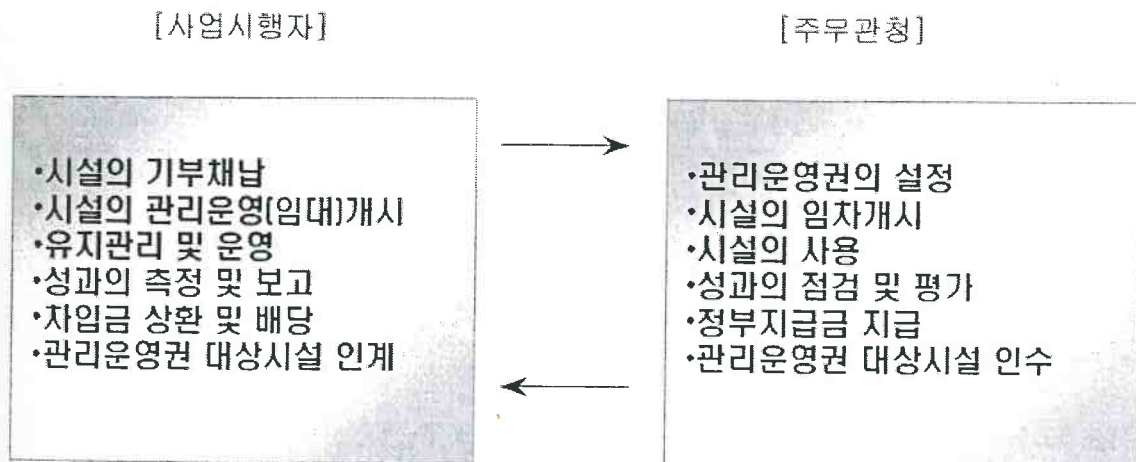 [사업시행자]
[주무관청]
•시설의 기부채납
•시설의 관리운영(임대)개시
•유지관리 및 운영
•성과의 측정 및 보고
•차입금 상환 및 배당
•관리운영권 대상시설 인계
•관리운영권의 설정
•시설의 임차개시
•시설의 사용
•성과의 점검 및 평가
•정부지급금 지급
•관리운영권 대상시설 인수